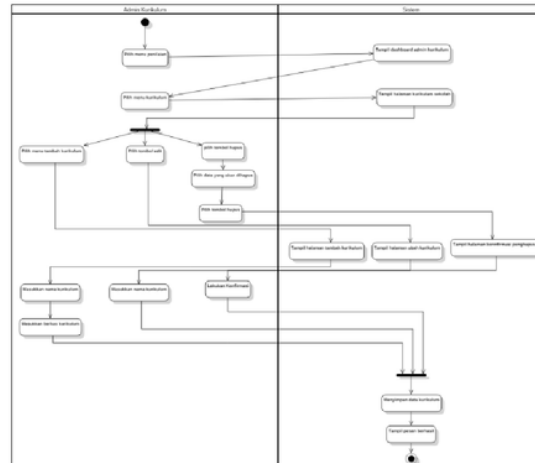 Admin Kurikulum
Sistem
Pilih menu penilaian
Tampil dashboard admin kurikulum
Pilih menu kurikulum
Tampil halaman kurikulum sekolah
Pilih menu tambah kurikulum
Pilih tombol edit
pilih tombol hapus
Pilih data yang akan dihapus
Pilih tombol hapus
Tampil halaman tambah kurikulum
Tampil halaman ubah kurikulum
Tampil halaman konfirmasi penghapus
Masukkan nama kurikulum
Masukkan nama kurikulum
Lakukan Konfirmasi
Masukkan berkas kurikulum
Menyimpan data kurikulum
Tampil pesan berhasil